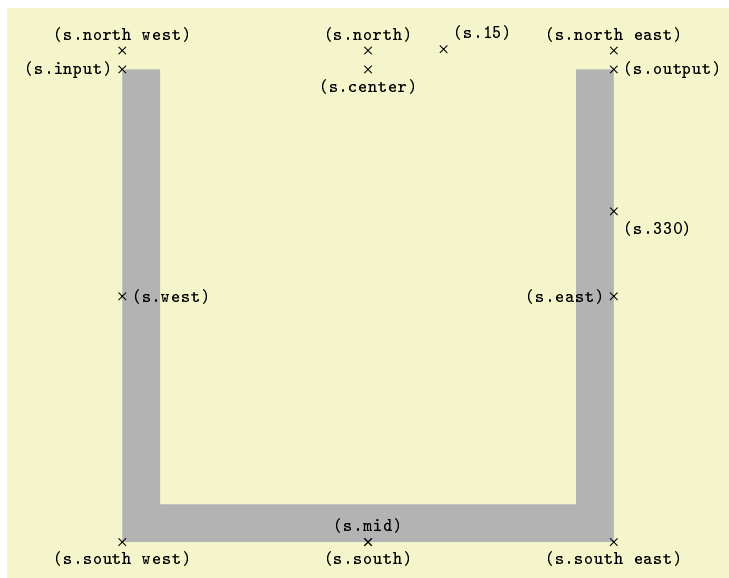 (s.15)
(s.north west)
(s.north)
(s.north east)
(s.input)
(s.output)
(s.center)
(s.330)
(s.west)
(s.east)
(s.mid)
(s.south west)
(s.south)
(s.south east)